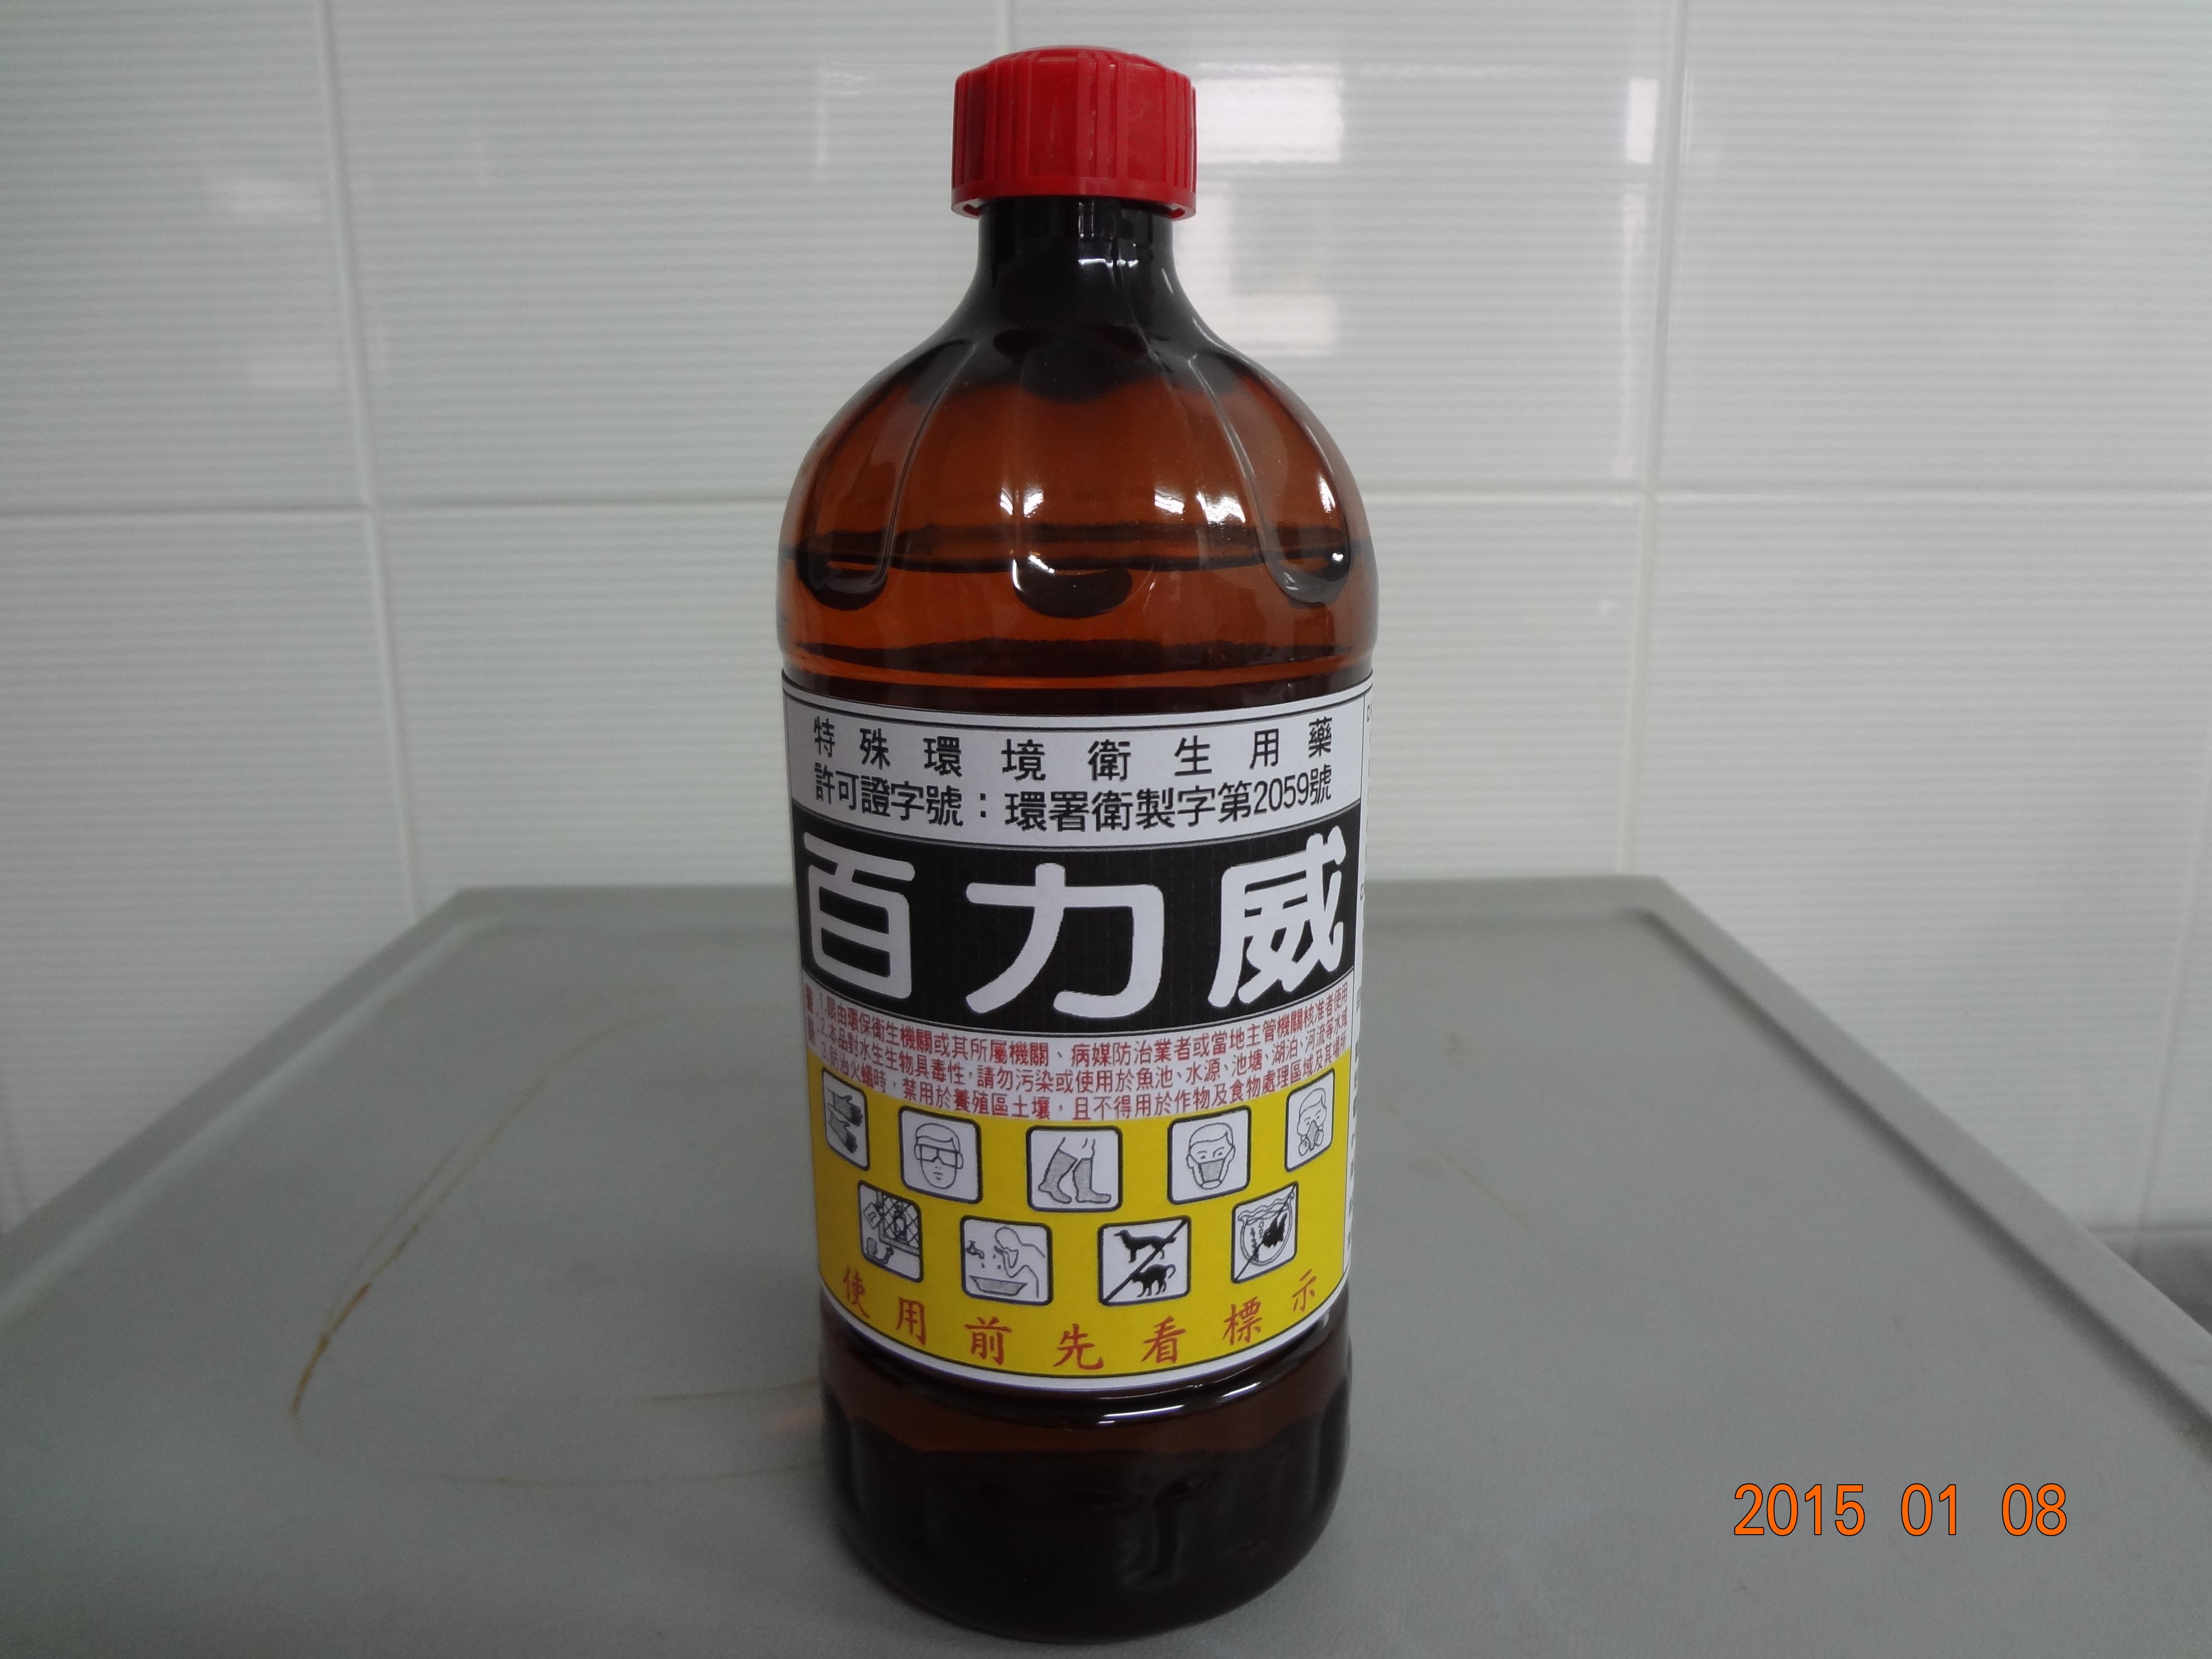 特殊環境衛生用藥
許可證字號：環署衛製字第2059號
百力威
1.限由環保衛生機關或其所屬機關、病媒防治業者或當地主管機關核准者使用
2.本品對水生生物具毒性，請勿污染或使用於魚池、水源、池塘、湖泊、河流等水域
3.防治火蟻時，禁用於養殖區土壤，且不得用於作物及食物處理區域及其場所
使用前先看標示
2015 01 08